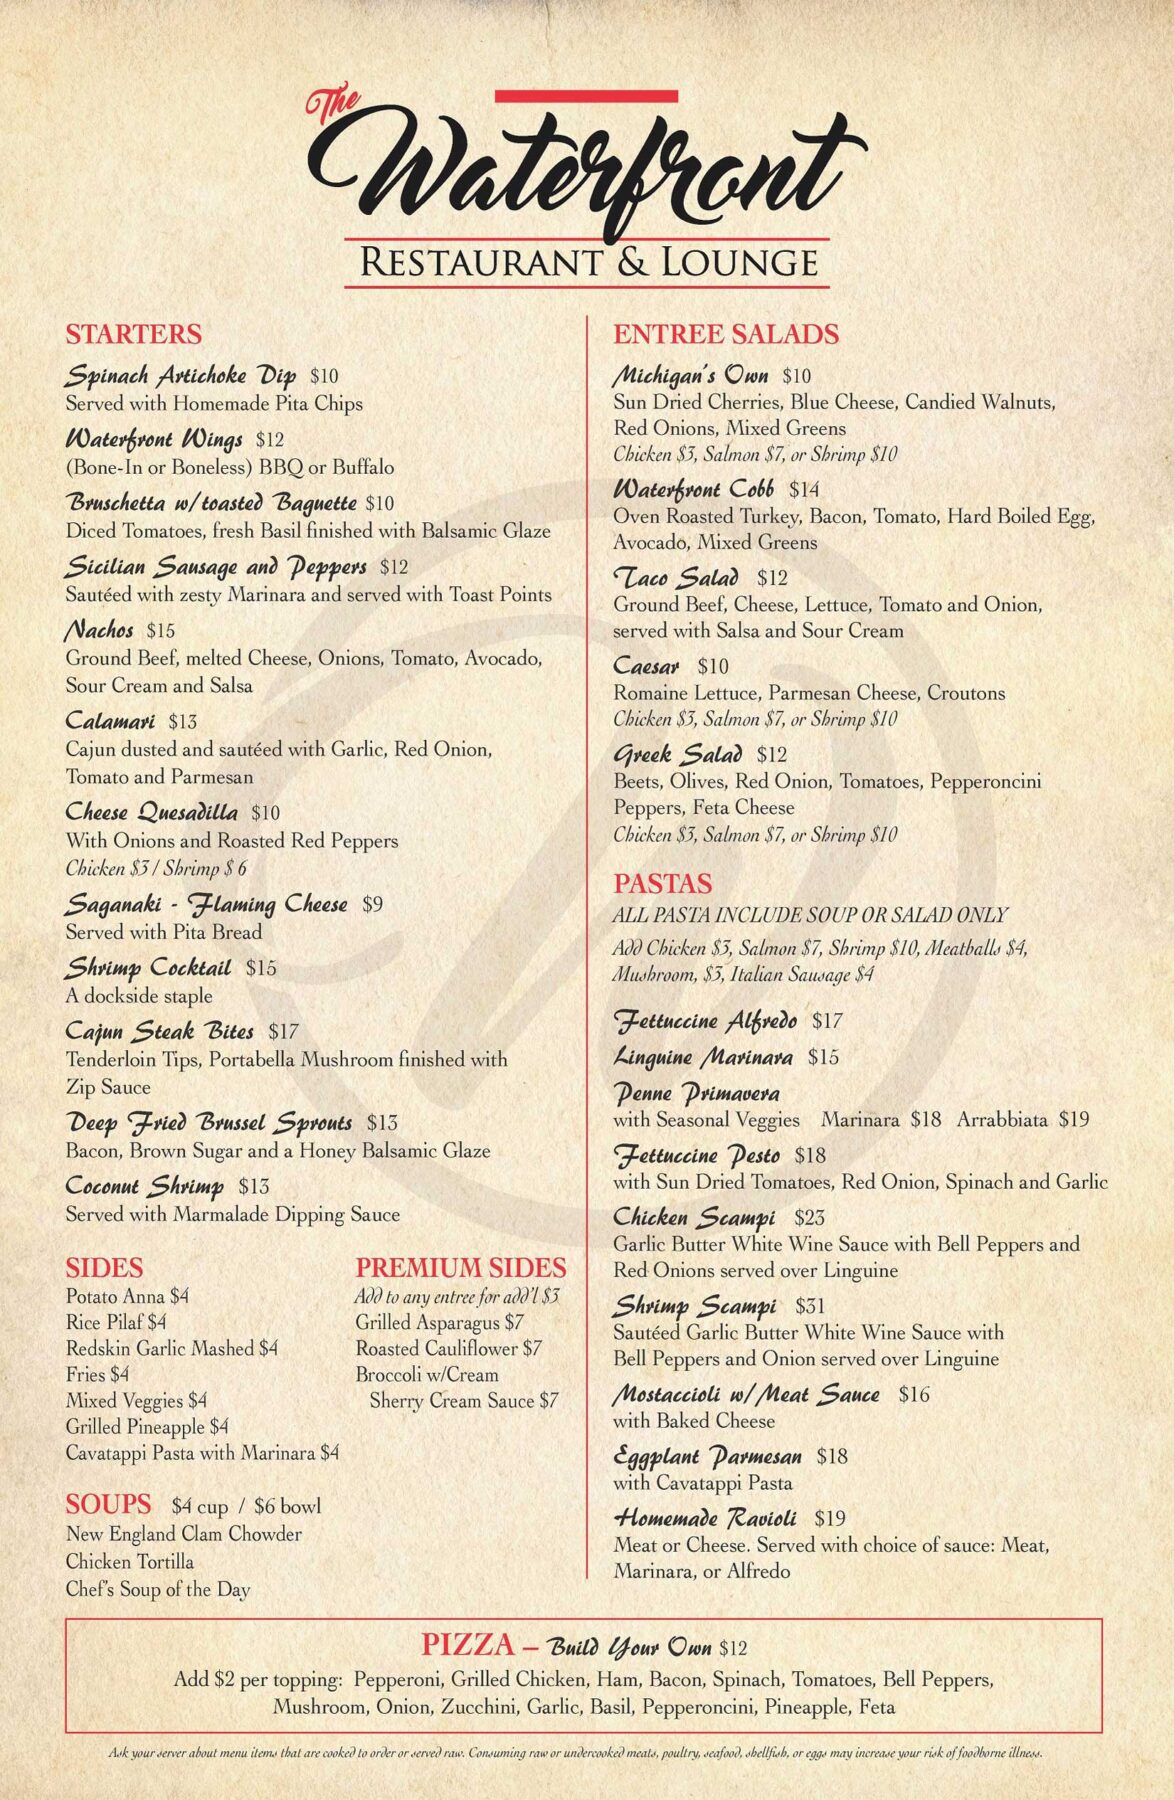 The
Waterfront
RESTAURANT & LOUNGE
STARTERS
Spinach Artichoke Dip $10
Served with Homemade Pita Chips
Waterfront Wings $12
(Bone-In or Boneless) BBQ or Buffalo
Bruschetta w/toasted Baguette $10
Diced Tomatoes, fresh Basil finished with Balsamic Glaze
Sicilian Sausage and Peppers $12
Sautéed with zesty Marinara and served with Toast Points
Nachos $15
Ground Beef, melted Cheese, Onions, Tomato, Avocado,
Sour Cream and Salsa
Calamari $13
Cajun dusted and sautéed with Garlic, Red Onion,
Tomato and Parmesan
Cheese Quesadilla $10
With Onions and Roasted Red Peppers
Chicken $3 / Shrimp $ 6
Saganaki - Flaming Cheese $9
Served with Pita Bread
Shrimp Cocktail $15
A dockside staple
Cajun Steak Bites $17
Tenderloin Tips, Portabella Mushroom finished with
Zip Sauce
Deep Fried Brussel Sprouts $13
Bacon, Brown Sugar and a Honey Balsamic Glaze
Coconut Shrimp $13
Served with Marmalade Dipping Sauce
SIDES
Potato Anna $4
Rice Pilaf $4
Redskin Garlic Mashed $4
Fries $4
Mixed Veggies $4
Grilled Pineapple $4
Cavatappi Pasta with Marinara $4
PREMIUM SIDES
Add to any entree for add'l $3
Grilled Asparagus $7
Roasted Cauliflower $7
Broccoli w/Cream
Sherry Cream Sauce $7
SOUPS $4 cup / $6 bowl
New England Clam Chowder
Chicken Tortilla
Chef's Soup of the Day
ENTREE SALADS
Michigan's Own $10
Sun Dried Cherries, Blue Cheese, Candied Walnuts,
Red Onions, Mixed Greens
Chicken $3, Salmon $7, or Shrimp $10
Waterfront Cobb $14
Oven Roasted Turkey, Bacon, Tomato, Hard Boiled Egg,
Avocado, Mixed Greens
Taco Salad $12
Ground Beef, Cheese, Lettuce, Tomato and Onion,
served with Salsa and Sour Cream
Caesar $10
Romaine Lettuce, Parmesan Cheese, Croutons
Chicken $3, Salmon $7, or Shrimp $10
Greek Salad $12
Beets, Olives, Red Onion, Tomatoes, Pepperoncini
Peppers, Feta Cheese
Chicken $3, Salmon $7, or Shrimp $10
PASTAS
ALL PASTA INCLUDE SOUP OR SALAD ONLY
Add Chicken $3, Salmon $7, Shrimp $10, Meatballs $4,
Mushroom, $3, Italian Sausage $4
Fettuccine Alfredo $17
Linguine Marinara $15
Penne Primavera
with Seasonal Veggies Marinara $18 Arrabbiata $19
Fettuccine Pesto $18
with Sun Dried Tomatoes, Red Onion, Spinach and Garlic
Chicken Scampi $23
Garlic Butter White Wine Sauce with Bell Peppers and
Red Onions served over Linguine
Shrimp Scampi $31
Sautéed Garlic Butter White Wine Sauce with
Bell Peppers and Onion served over Linguine
Mostaccioli w/Meat Sauce $16
with Baked Cheese
Eggplant Parmesan $18
with Cavatappi Pasta
Homemade Ravioli $19
Meat or Cheese. Served with choice of sauce: Meat,
Marinara, or Alfredo
PIZZA – Build Your Own $12
Add $2 per topping: Pepperoni, Grilled Chicken, Ham, Bacon, Spinach, Tomatoes, Bell Peppers,
Mushroom, Onion, Zucchini, Garlic, Basil, Pepperoncini, Pineapple, Feta
Ask your server about menu items that are cooked to order or served raw. Consuming raw or undercooked meats, poultry, seafood, shellfish, or eggs may increase your risk of foodborne illness.